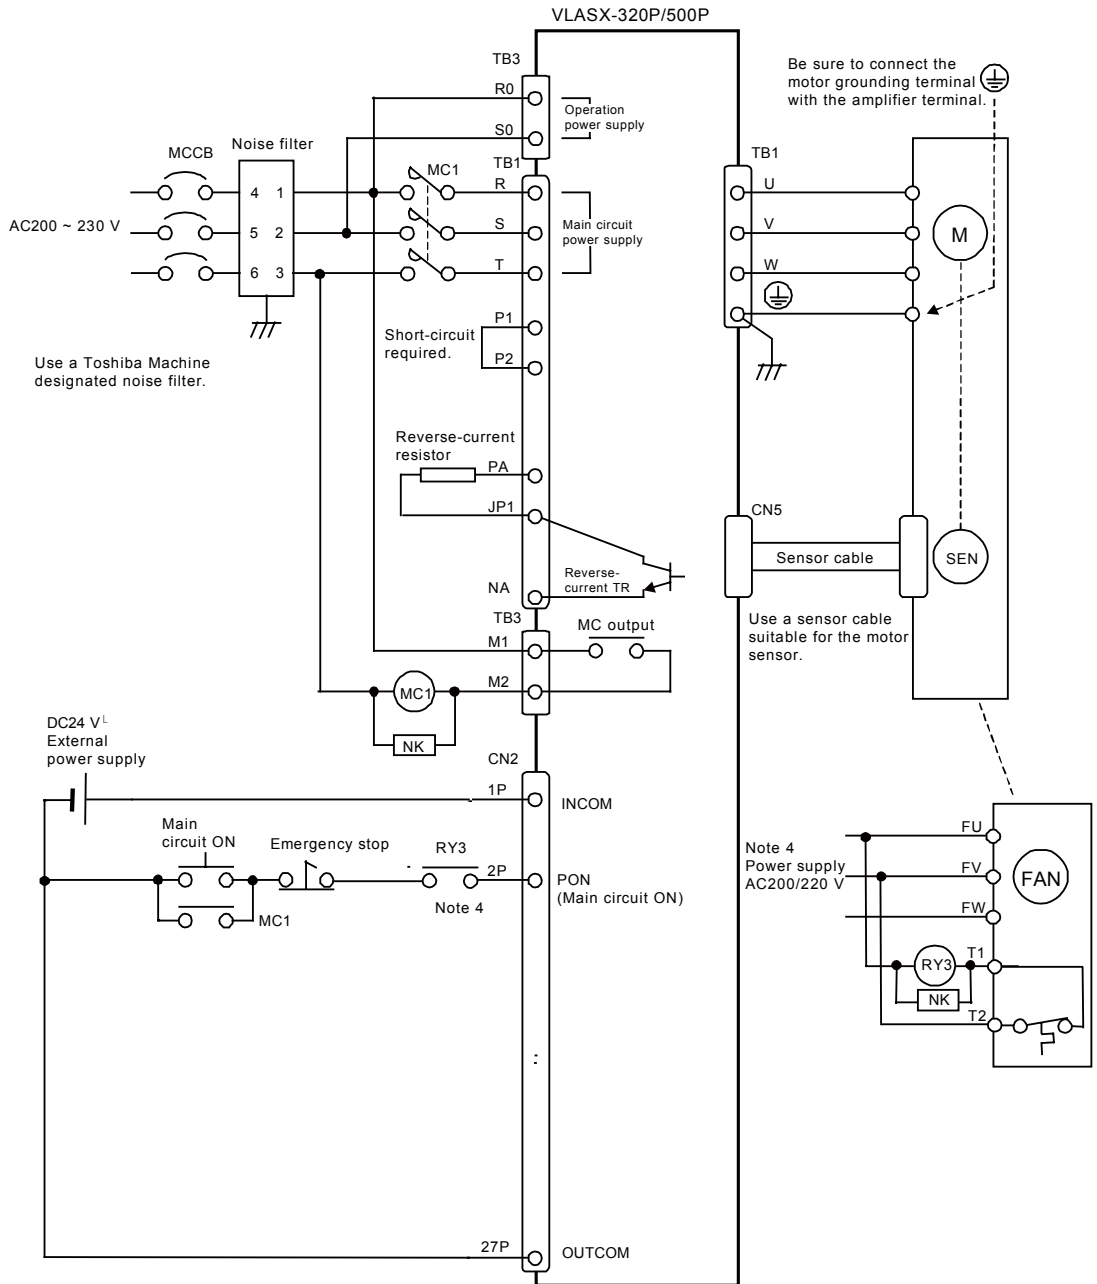 VLASX-320P/500P
TB3
R0
Operation
power supply
S0
Be sure to connect the
motor grounding terminal
with the amplifier terminal.
MCCB
Noise filter
TB1
MC1
TB1
4 1
R
U
AC200 ~ 230 V
5 2
S
Main circuit
power supply
V
M
6 3
T
W
P1
Short-circuit
required.
P2
Use a Toshiba Machine
designated noise filter.
Reverse-current
resistor
PA
JP1
CN5
Sensor cable
SEN
Reverse-
current TR
NA
TB3
MC output
Use a sensor cable
suitable for the motor
sensor.
M1
M2
MC1
NK
DC24 V
External
power supply
CN2
1P
INCOM
Main
circuit ON
Emergency stop
RY3
2P
PON
(Main circuit ON)
Note 4
MC1
Note 4
Power supply
AC200/220 V
FU
FV
FAN
FW
RY3
T1
NK
T2
27P
OUTCOM